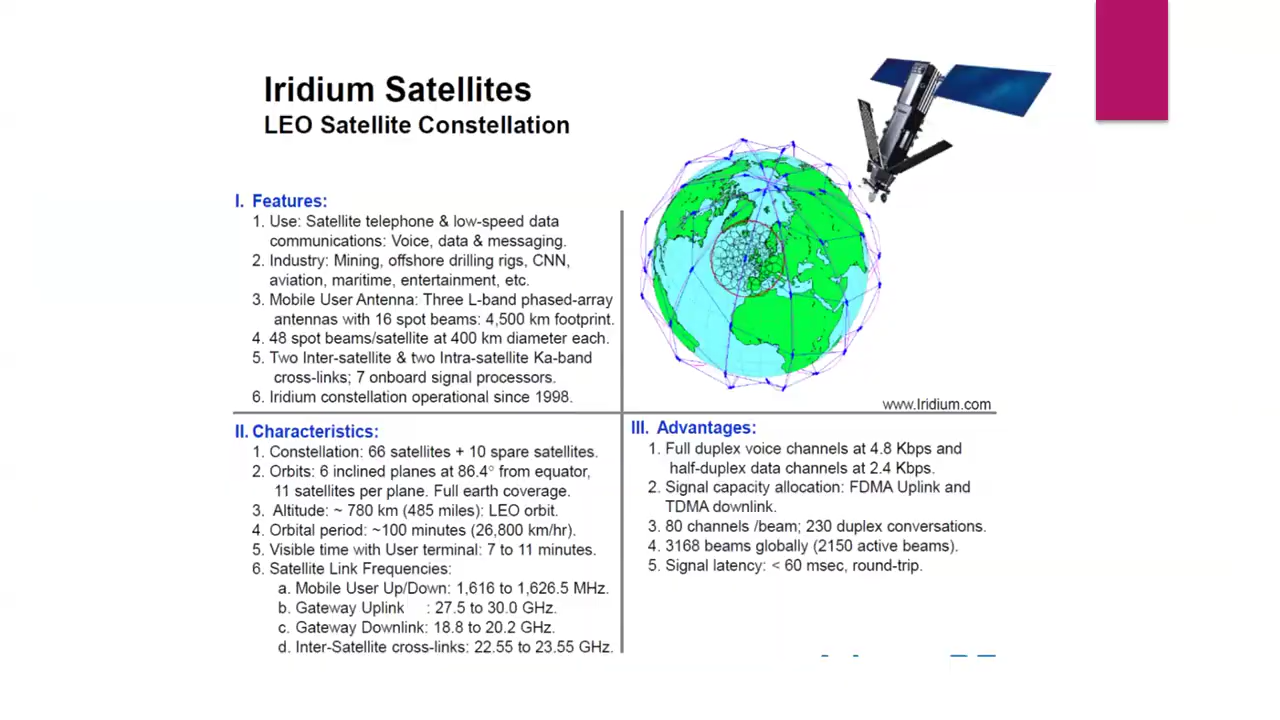 Iridium Satellites
LEO Satellite Constellation
I. Features:
1. Use: Satellite telephone & low-speed data
communications: Voice, data & messaging.
2. Industry: Mining, offshore drilling rigs, CNN,
aviation, maritime, entertainment, etc.
3. Mobile User Antenna: Three L-band phased-array
antennas with 16 spot beams: 4,500 km footprint.
4. 48 spot beams/satellite at 400 km diameter each.
5. Two Inter-satellite & two Intra-satellite Ka-band
cross-links; 7 onboard signal processors.
6. Iridium constellation operational since 1998.
www.Iridium.com
II. Characteristics:
1. Constellation: 66 satellites + 10 spare satellites.
2. Orbits: 6 inclined planes at 86.4° from equator,
11 satellites per plane. Full earth coverage.
3. Altitude: ~ 780 km (485 miles): LEO orbit.
4. Orbital period: ~100 minutes (26,800 km/hr).
5. Visible time with User terminal: 7 to 11 minutes.
6. Satellite Link Frequencies:
a. Mobile User Up/Down: 1,616 to 1,626.5 MHz.
b. Gateway Uplink : 27.5 to 30.0 GHz.
c. Gateway Downlink: 18.8 to 20.2 GHz.
d. Inter-Satellite cross-links: 22.55 to 23.55 GHz.
III. Advantages:
1. Full duplex voice channels at 4.8 Kbps and
half-duplex data channels at 2.4 Kbps.
2. Signal capacity allocation: FDMA Uplink and
TDMA downlink.
3. 80 channels /beam; 230 duplex conversations.
4. 3168 beams globally (2150 active beams).
5. Signal latency: < 60 msec, round-trip.